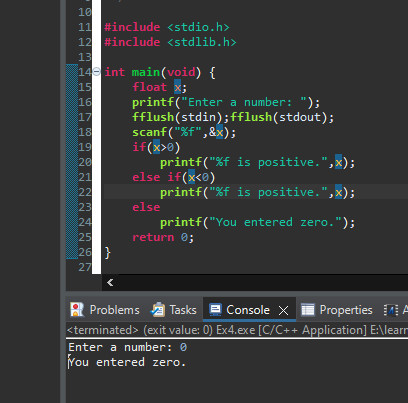 10
11 #include <stdio.h>
12 #include <stdlib.h>
13
14 int main(void) {
15 float x;
16 printf("Enter a number: ");
17 fflush(stdin);fflush(stdout);
18 scanf("%f",&x);
19 if(x>0)
20 printf("%f is positive.",x);
21 else if(x<0)
22 printf("%f is positive.",x);
23 else
24 printf("You entered zero.");
25 return 0;
26 }
27
Problems Tasks Console Properties
<terminated> (exit value: 0) Ex4.exe [C/C++ Application] E:\learn
Enter a number: 0
You entered zero.